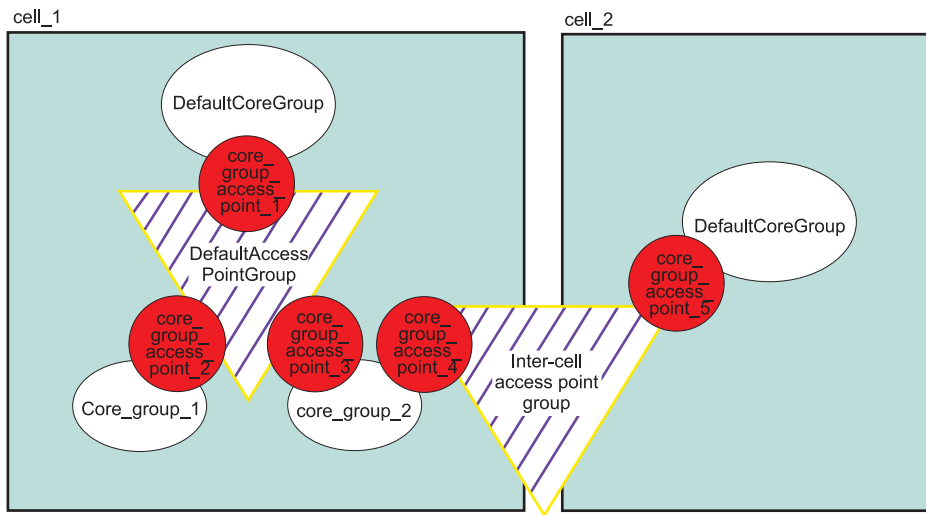 cell_1
cell_2
DefaultCoreGroup
core_
group_
access_
point_1
DefaultAccess
PointGroup
core_
group_
access_
point_2
core_
group_
access_
point_3
core_
group_
access_
point_4
Core_group_1
core_group_2
Inter-cell
access point
group
DefaultCoreGroup
core_
group_
access_
point_5